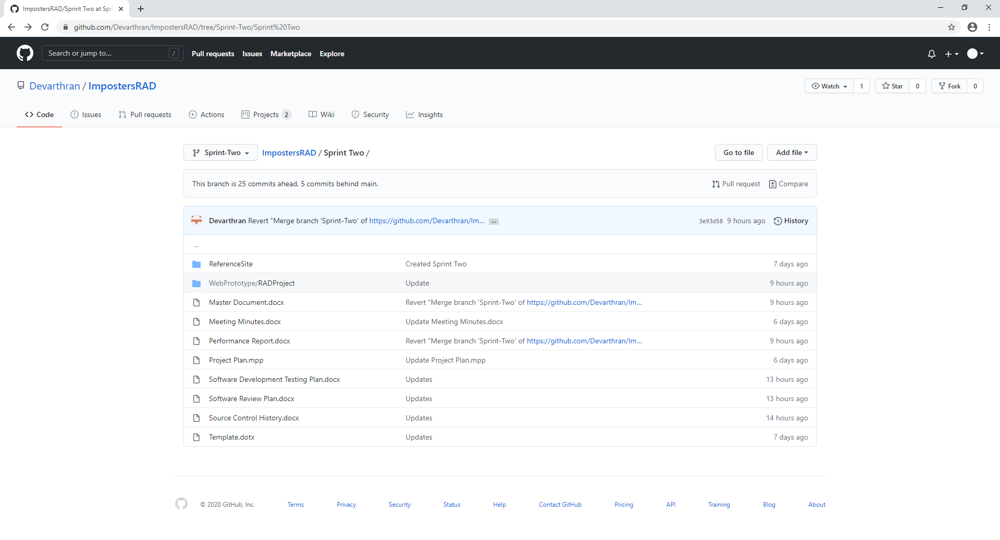 ImpostersRAD/Sprint Two at Spri
github.com/Devarthran/ImpostersRAD/tree/Sprint-Two/Sprint%20Two
Search or jump to... / Pull requests Issues Marketplace Explore
Devarthran / ImpostersRAD Watch 1 Star 0 Fork 0
Code Issues Pull requests Actions Projects 2 Wiki Security Insights
Sprint-Two ImpostersRAD / Sprint Two / Go to file Add file
This branch is 25 commits ahead, 5 commits behind main. Pull request Compare
Devarthran Revert "Merge branch 'Sprint-Two' of https://github.com/Devarthran/Im... ... 3e93d58 9 hours ago History
..
ReferenceSite Created Sprint Two 7 days ago
WebPrototype/RADProject Update 9 hours ago
Master Document.docx Revert "Merge branch 'Sprint-Two' of https://github.com/Devarthran/Im... 9 hours ago
Meeting Minutes.docx Update Meeting Minutes.docx 6 days ago
Performance Report.docx Revert "Merge branch 'Sprint-Two' of https://github.com/Devarthran/Im... 9 hours ago
Project Plan.mpp Update Project Plan.mpp 6 days ago
Software Development Testing Plan.docx Updates 13 hours ago
Software Review Plan.docx Updates 13 hours ago
Source Control History.docx Updates 14 hours ago
Template.dotx Updates 7 days ago
© 2020 GitHub, Inc. Terms Privacy Security Status Help Contact GitHub Pricing API Training Blog About